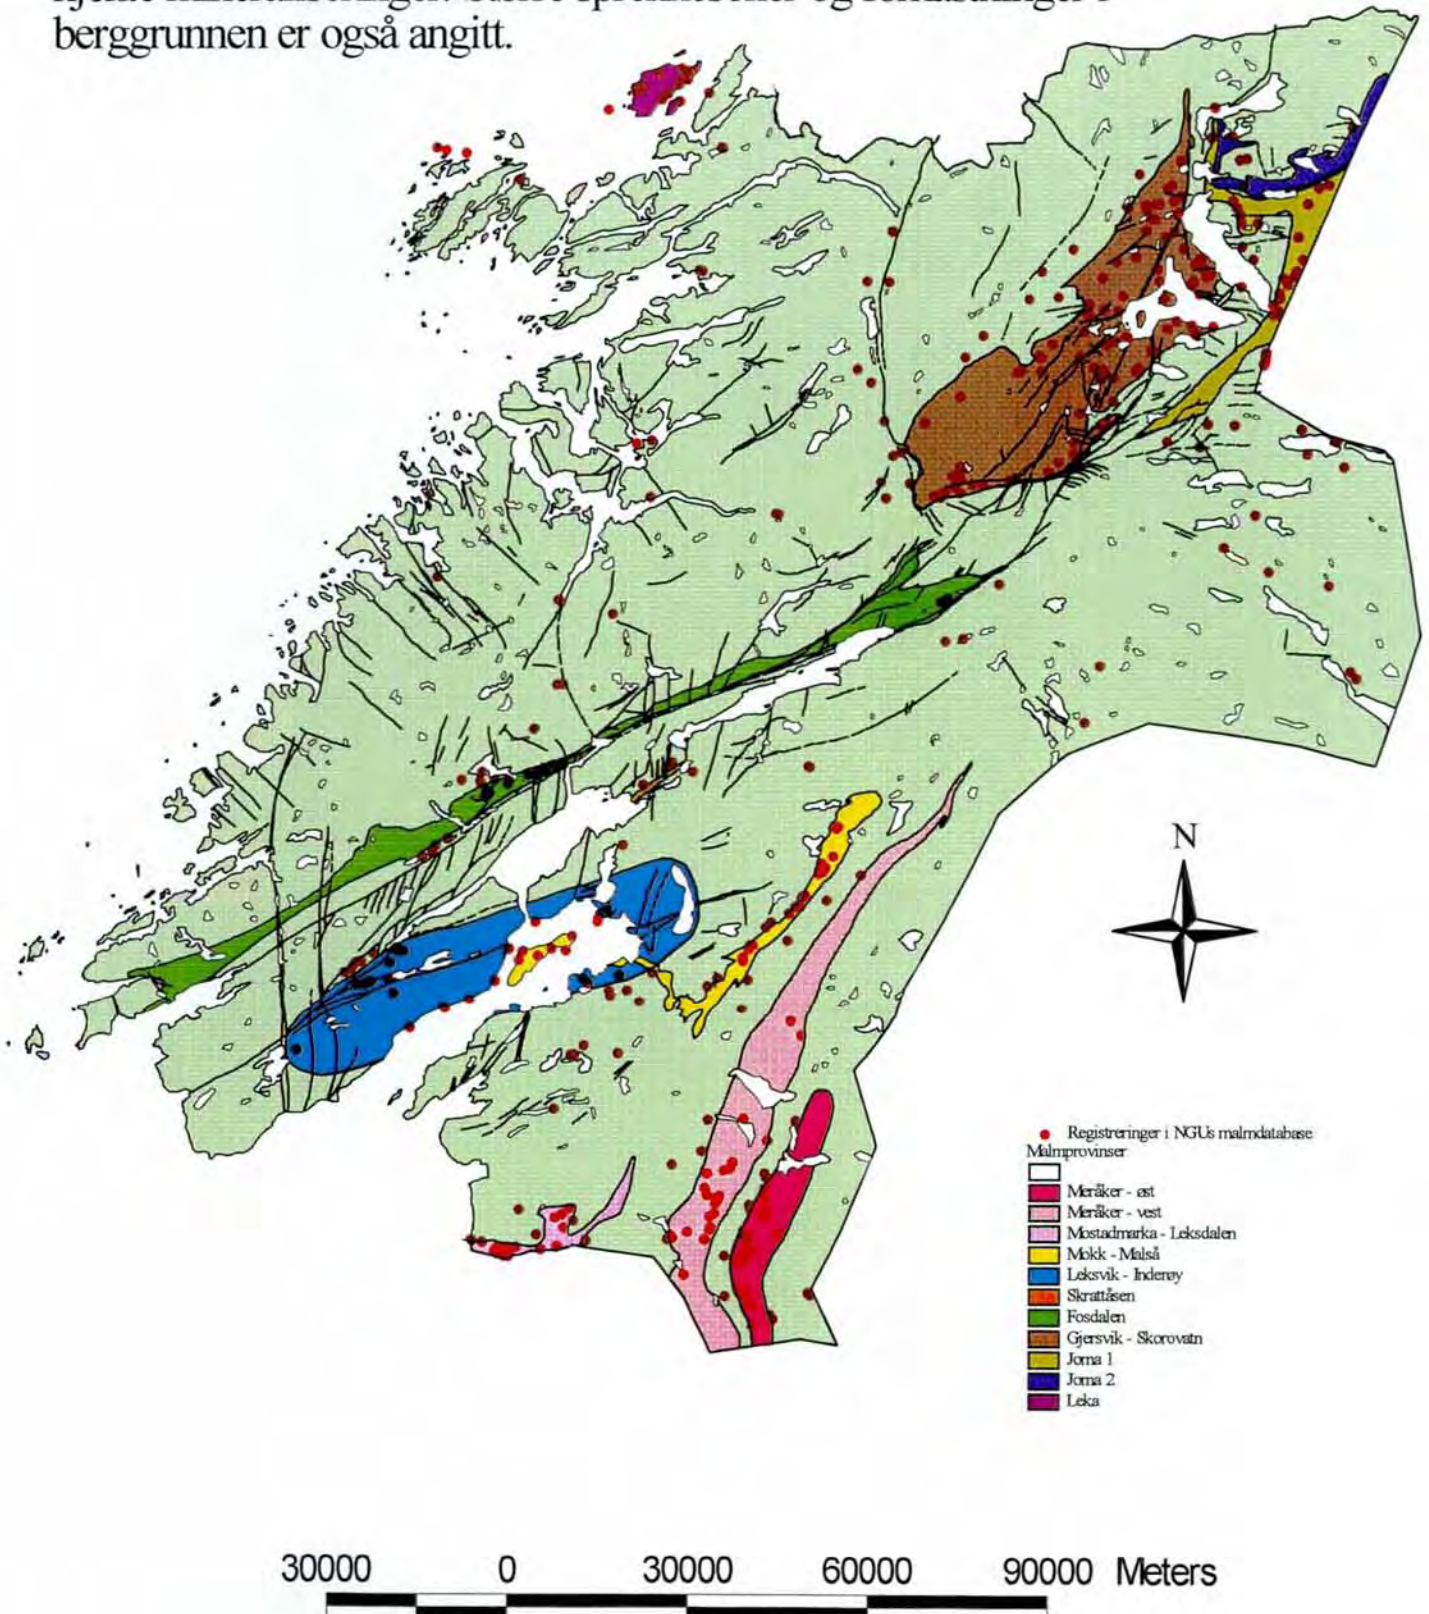 berggrunnen er også angitt.
N
Registreringer i NGUs malmdatabase
Malmprovinser
Meråker - øst
Meråker - vest
Mostadmarka - Leksdalen
Mokk - Malså
Leksvik - Inderøy
Skrattåsen
Fosdalen
Gjersvik - Skorovatn
Joma 1
Joma 2
Leka
30000 0 30000 60000 90000 Meters